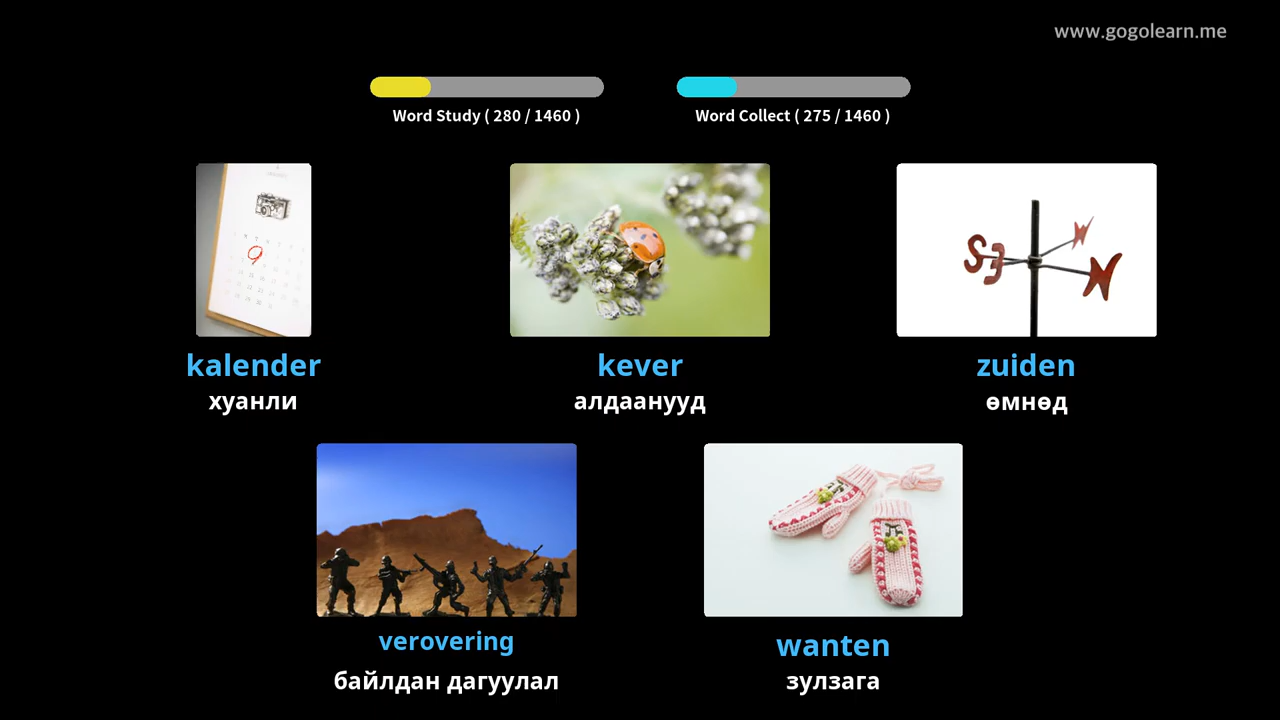 www.gogolearn.me
Word Study ( 280 / 1460 )
Word Collect ( 275 / 1460 )
kalender
хуанли
kever
алдаанууд
zuiden
өмнөд
verovering
байлдан дагуулал
wanten
зулзага